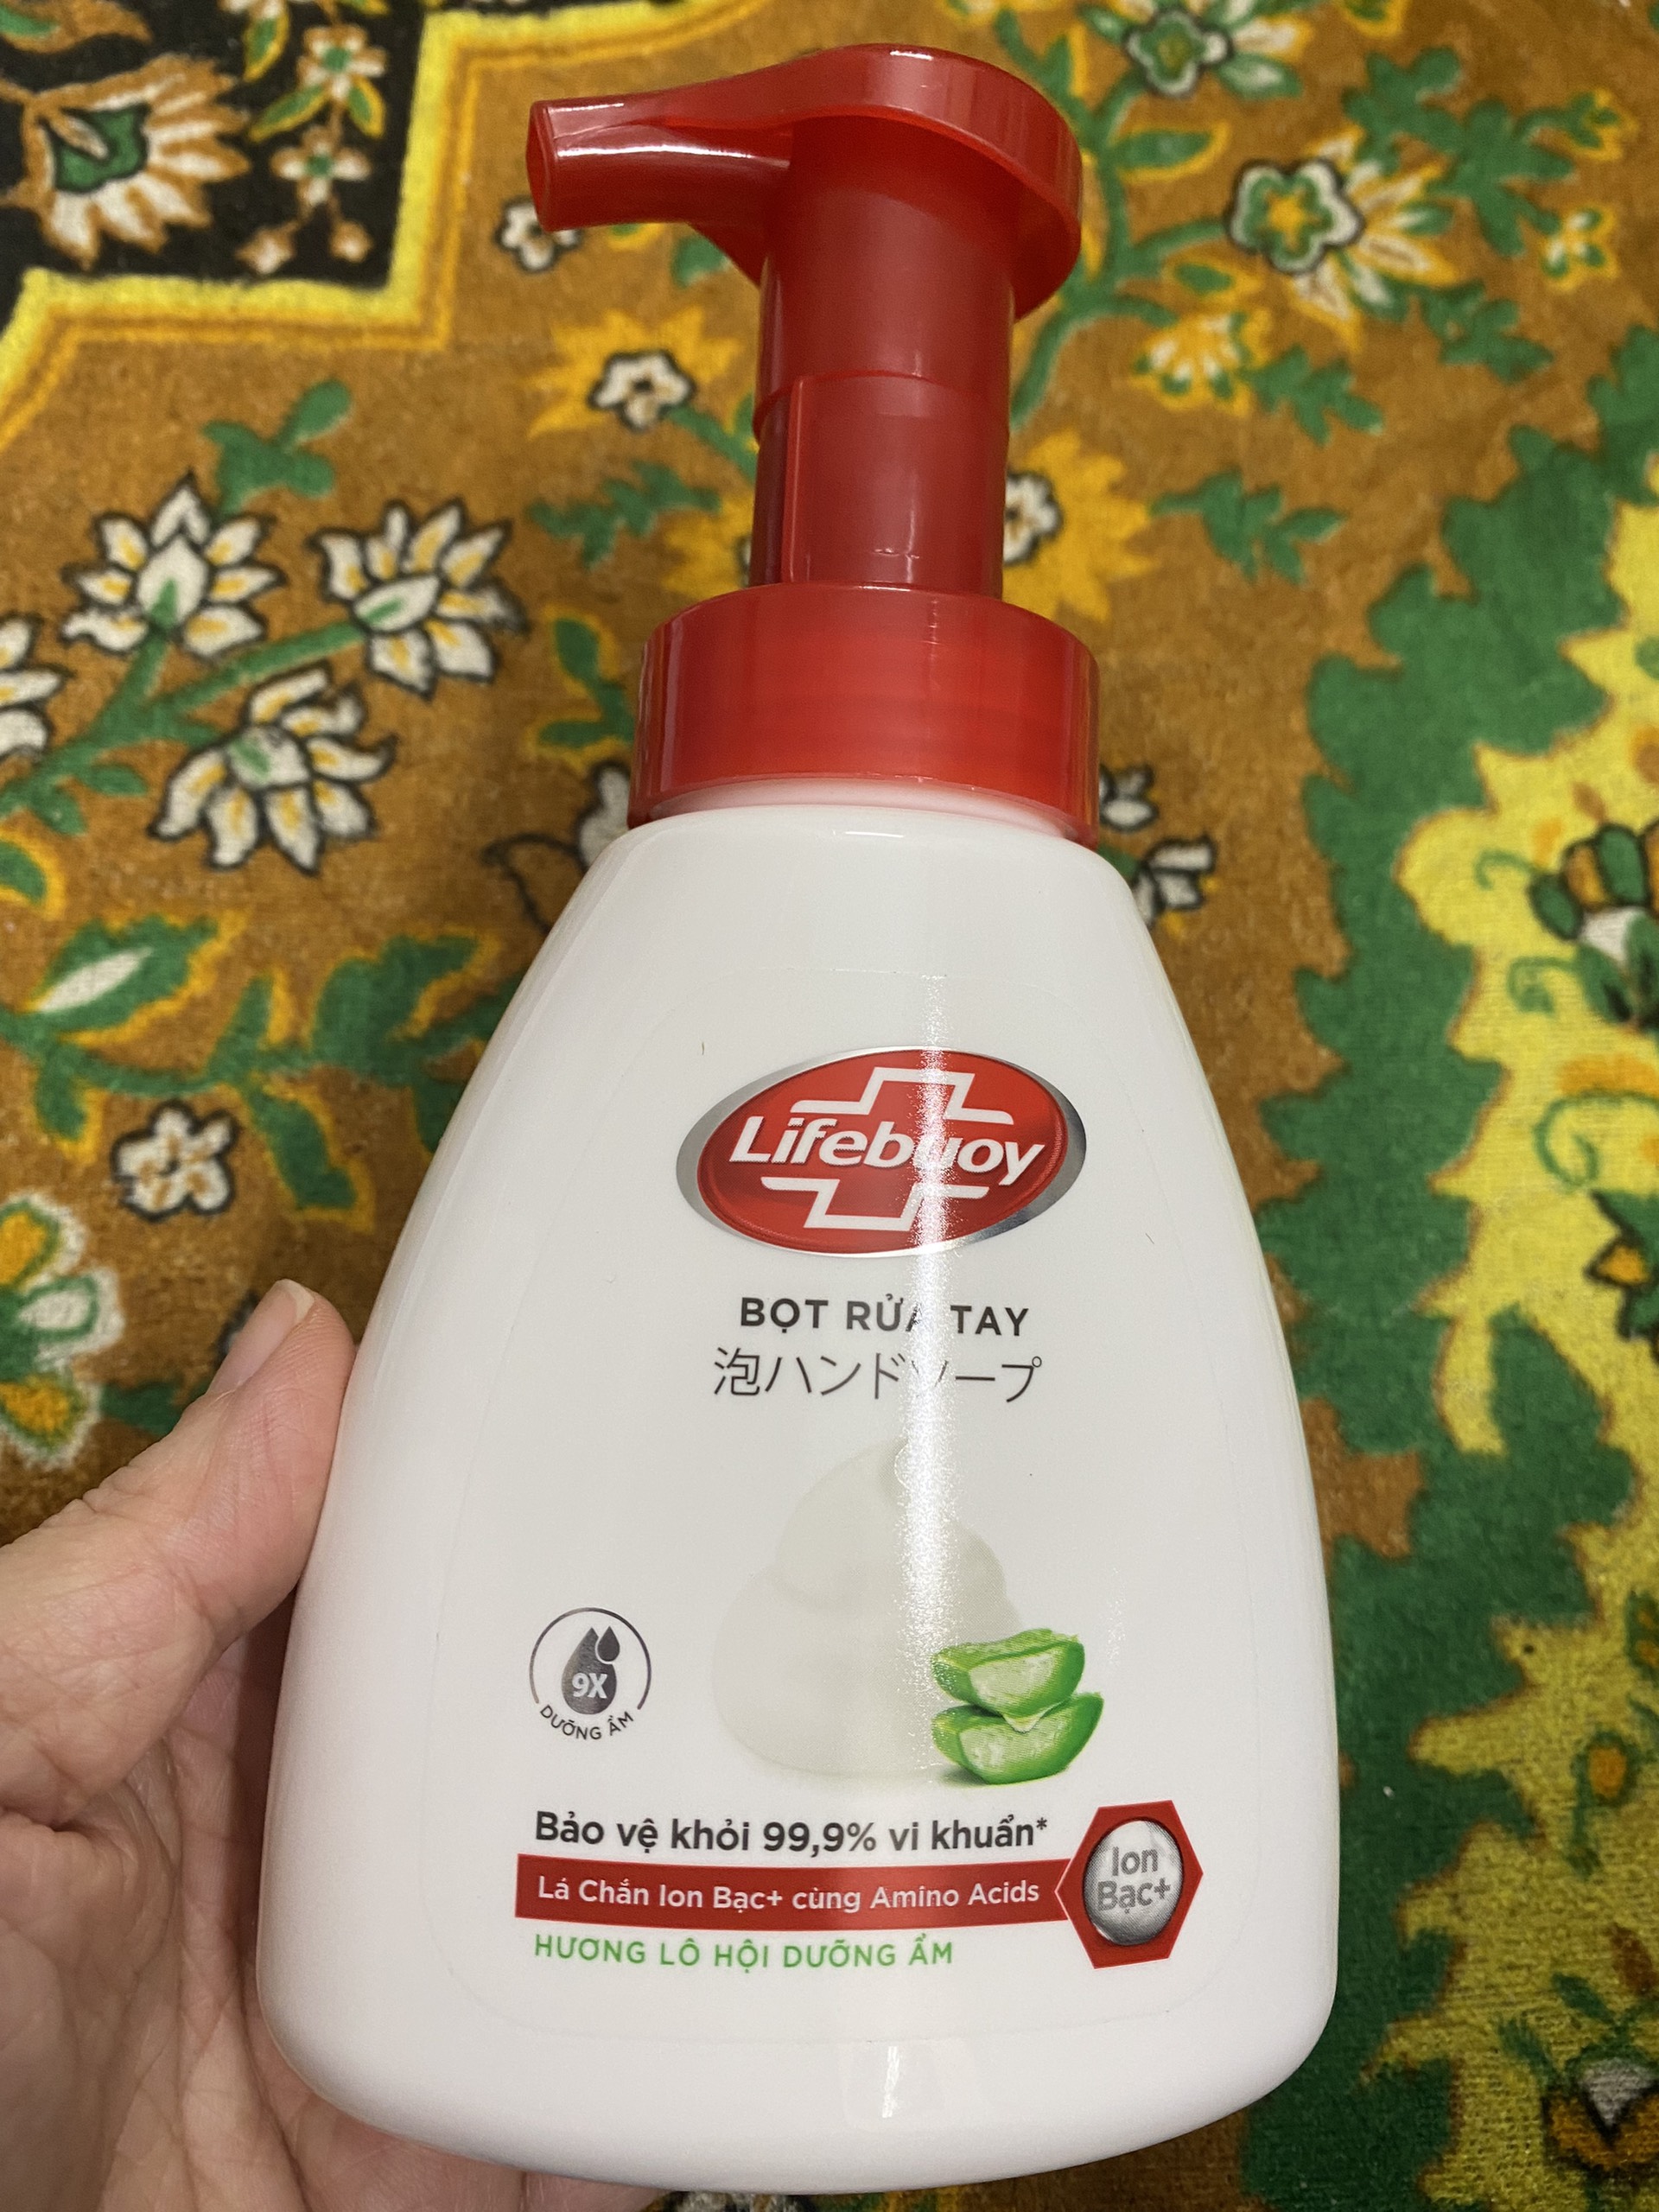 Lifebuoy
BỌT RỬA TAY
泡ハンドソープ
9X
DƯỠNG ẨM
Bảo vệ khỏi 99,9% vi khuẩn*
Lá Chắn Ion Bạc+ cùng Amino Acids
Ion
Bạc+
HƯƠNG LÔ HỘI DƯỠNG ẨM